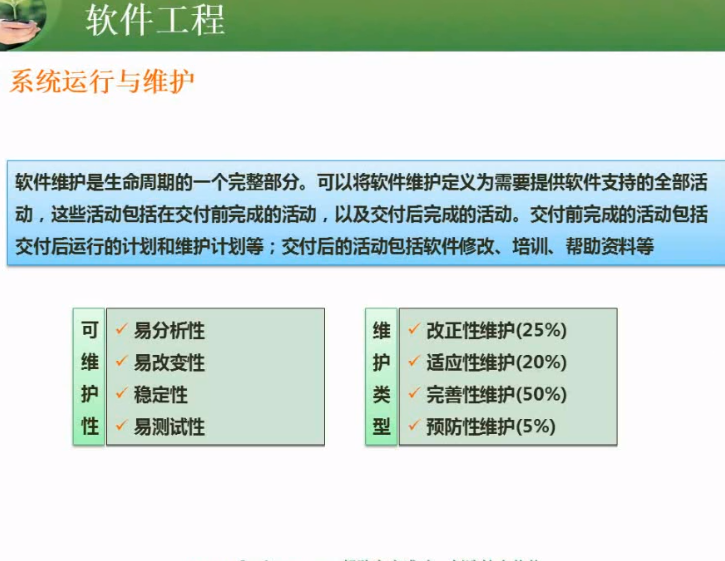 软件工程
系统运行与维护
软件维护是生命周期的一个完整部分。可以将软件维护定义为需要提供软件支持的全部活
动，这些活动包括在交付前完成的活动，以及交付后完成的活动。交付前完成的活动包括
交付后运行的计划和维护计划等；交付后的活动包括软件修改、培训、帮助资料等
可维护性
✓ 易分析性
✓ 易改变性
✓ 稳定性
✓ 易测试性
维护类型
✓ 改正性维护(25%)
✓ 适应性维护(20%)
✓ 完善性维护(50%)
✓ 预防性维护(5%)